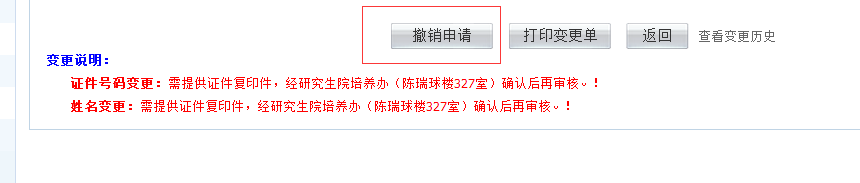 撤销申请 打印变更单 返回 查看变更历史
变更说明：
证件号码变更：需提供证件复印件，经研究生院培养办（陈瑞球楼327室）确认后再审核。！
姓名变更：需提供证件复印件，经研究生院培养办（陈瑞球楼327室）确认后再审核。！